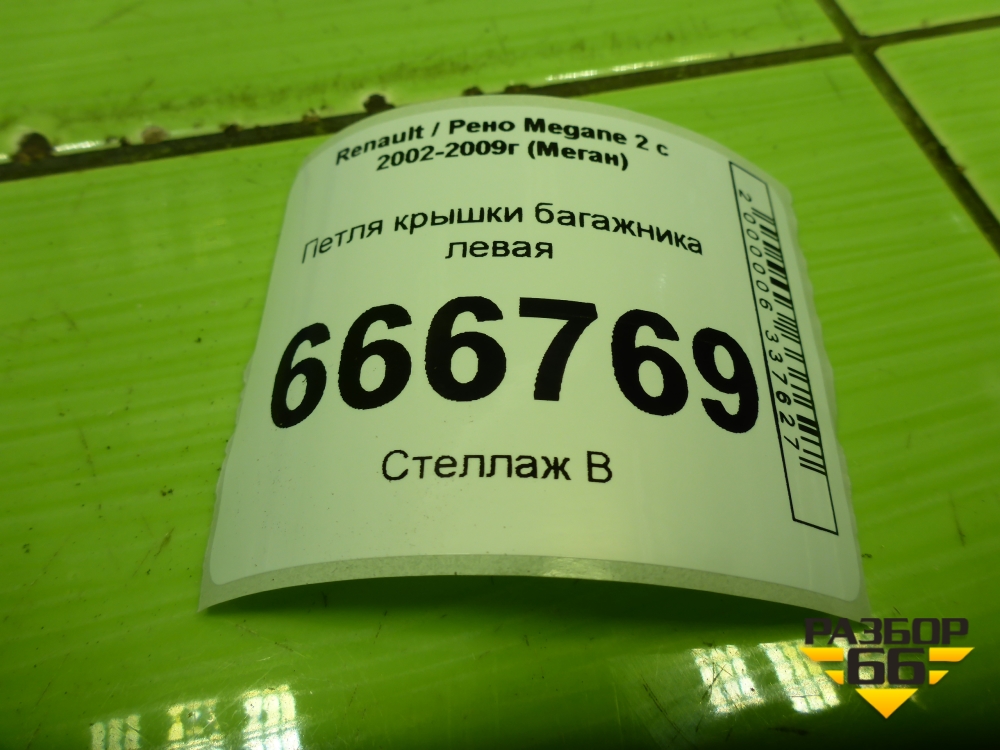 Renault / Рено Megane 2 с
2002-2009г (Меган)
Петля крышки багажника
левая
666769
Стеллаж В
2000006337627
РАЗБОР
66